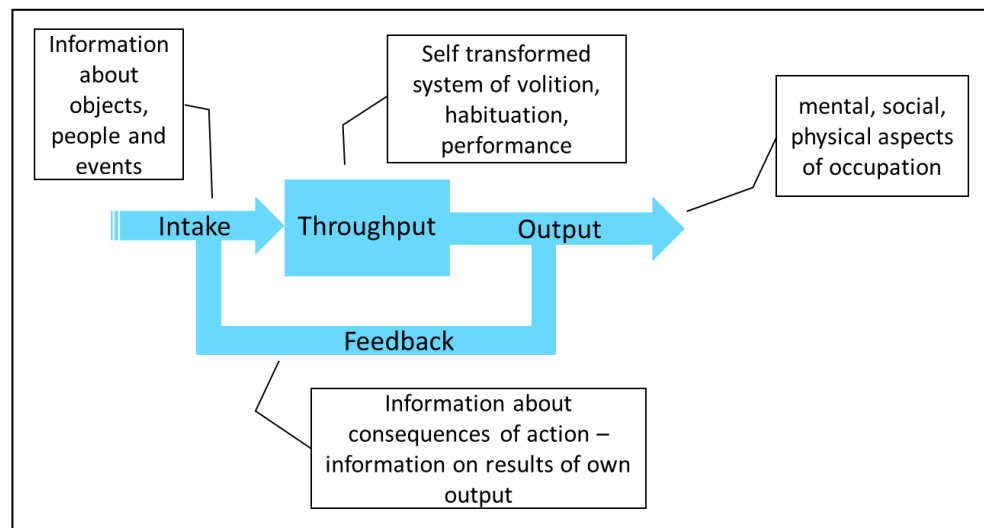 Information
about
objects,
people and
events
Self transformed
system of volition,
habituation,
performance
mental, social,
physical aspects
of occupation
Intake
Throughput
Output
Feedback
Information about
consequences of action –
information on results of own
output